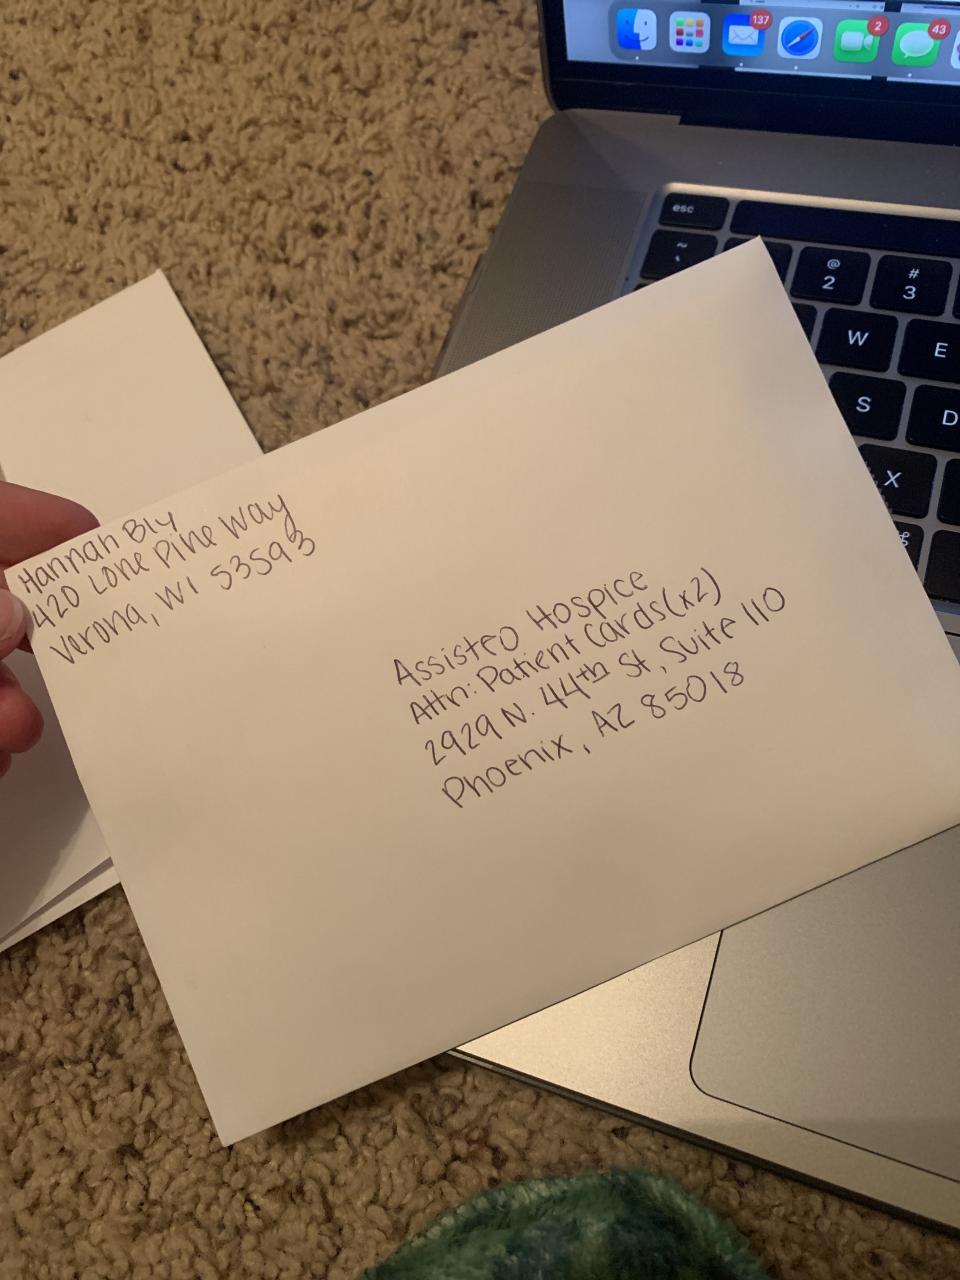 137
2
43
esc
~
`
@
2
#
3
W
E
S
D
X
⌘
Hannah Bly
420 Lone Pine Way
Verona, WI 53593
Assisteo Hospice
Attn: Patient Cards (x2)
2929 N. 44th St, Suite 110
Phoenix, AZ 85018